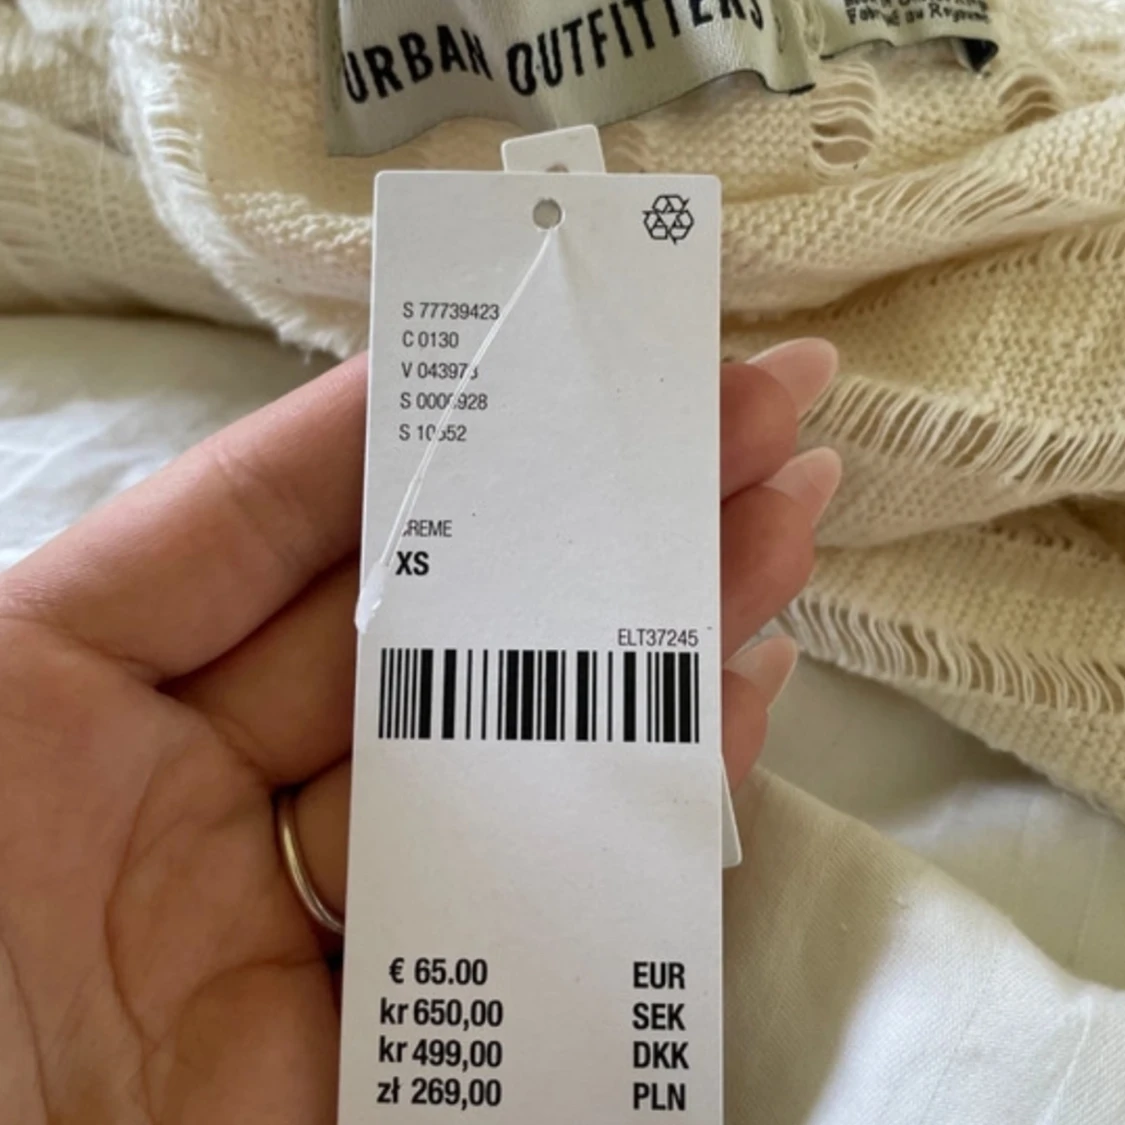 URBAN OUTFITTERS
S 77739423
C 0130
XS
ELT37245
€ 65.00 EUR
kr 650,00 SEK
kr 499,00 DKK
zł 269,00 PLN